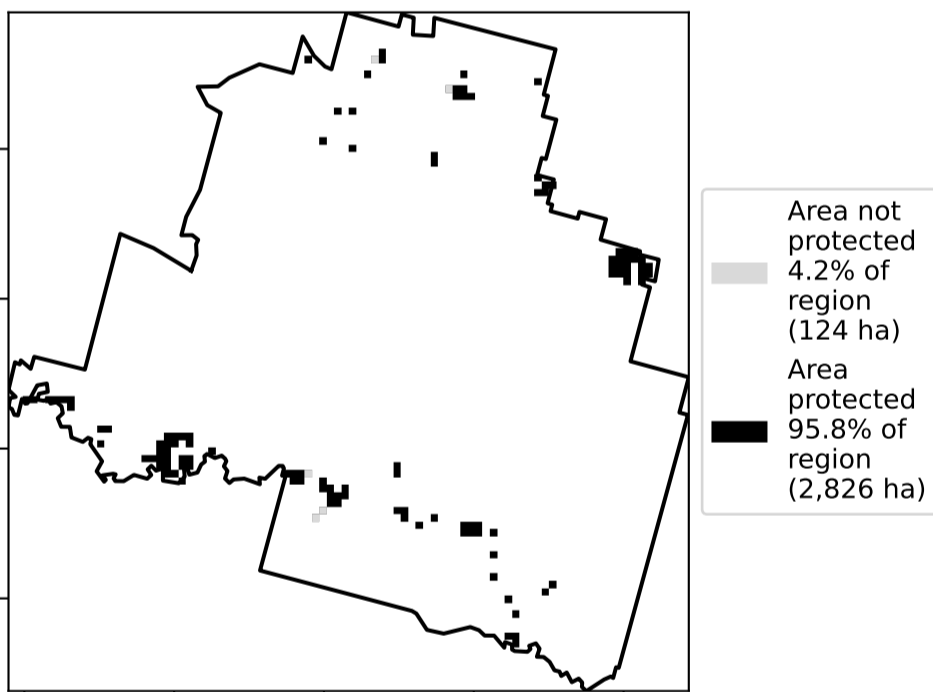 Area not
protected
4.2% of
region
(124 ha)
Area
protected
95.8% of
region
(2,826 ha)